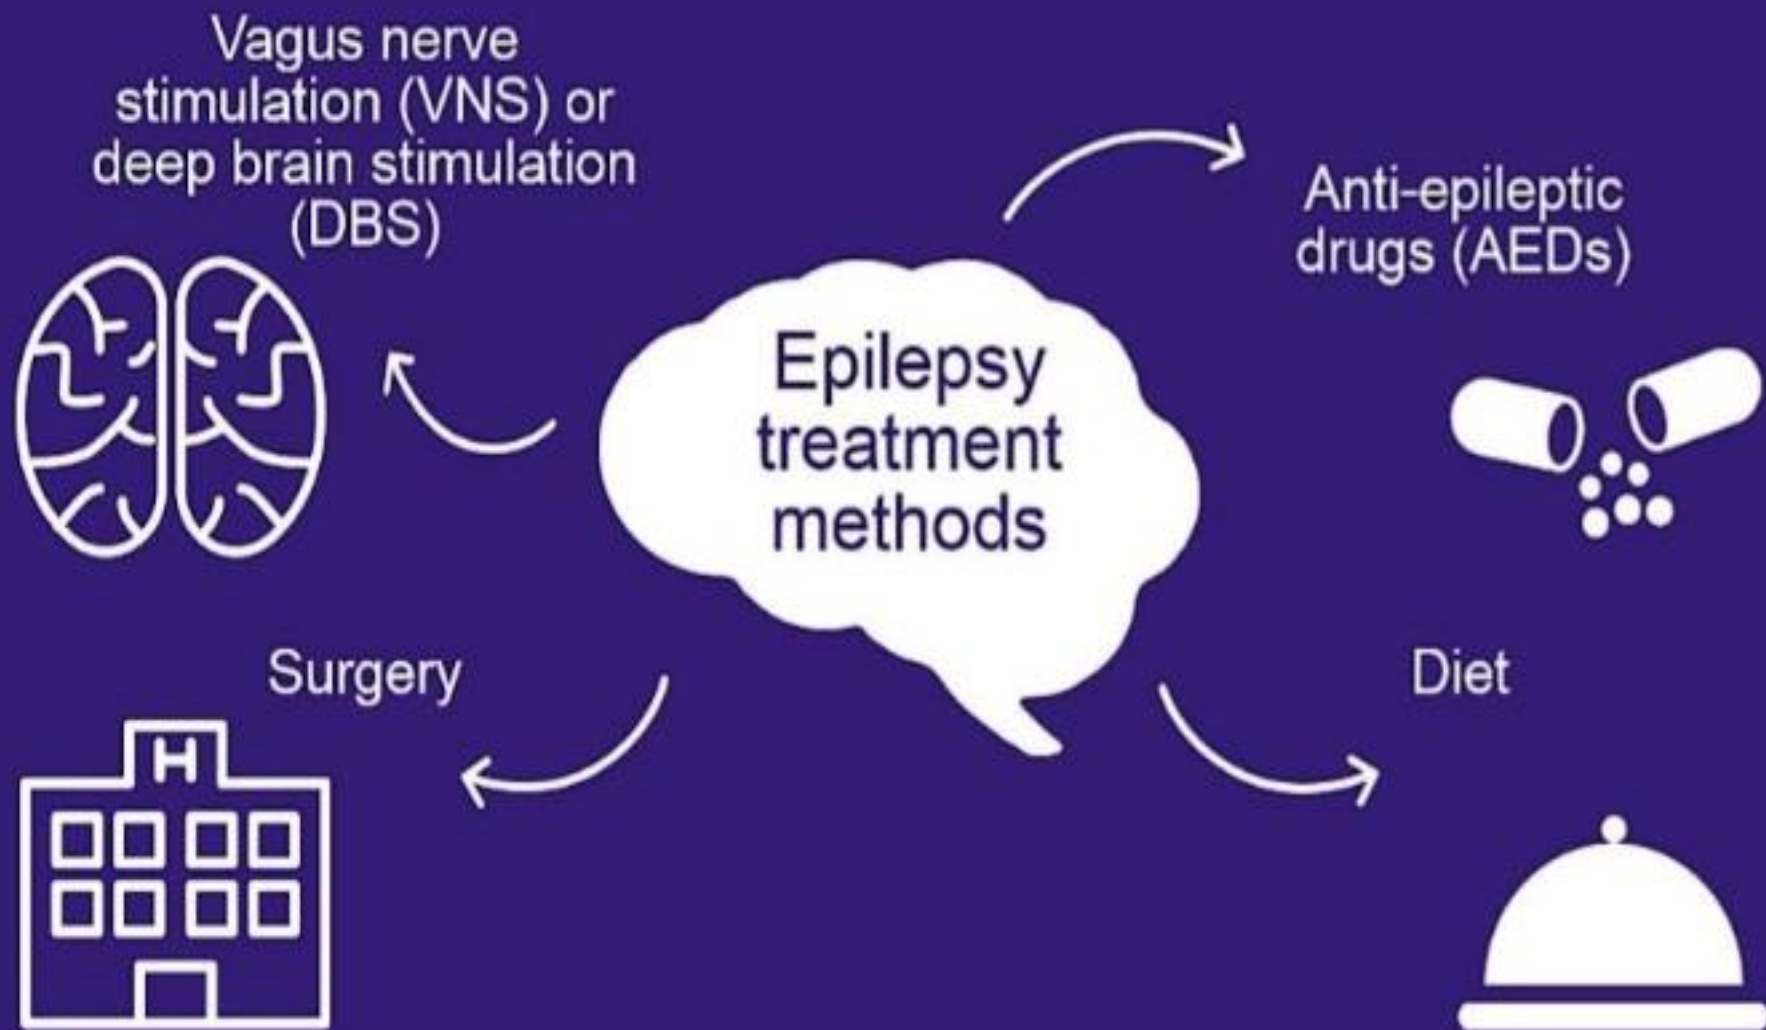 Vagus nerve
stimulation (VNS) or
deep brain stimulation
(DBS)
Anti-epileptic
drugs (AEDs)
Epilepsy
treatment
methods
Surgery
Diet
H